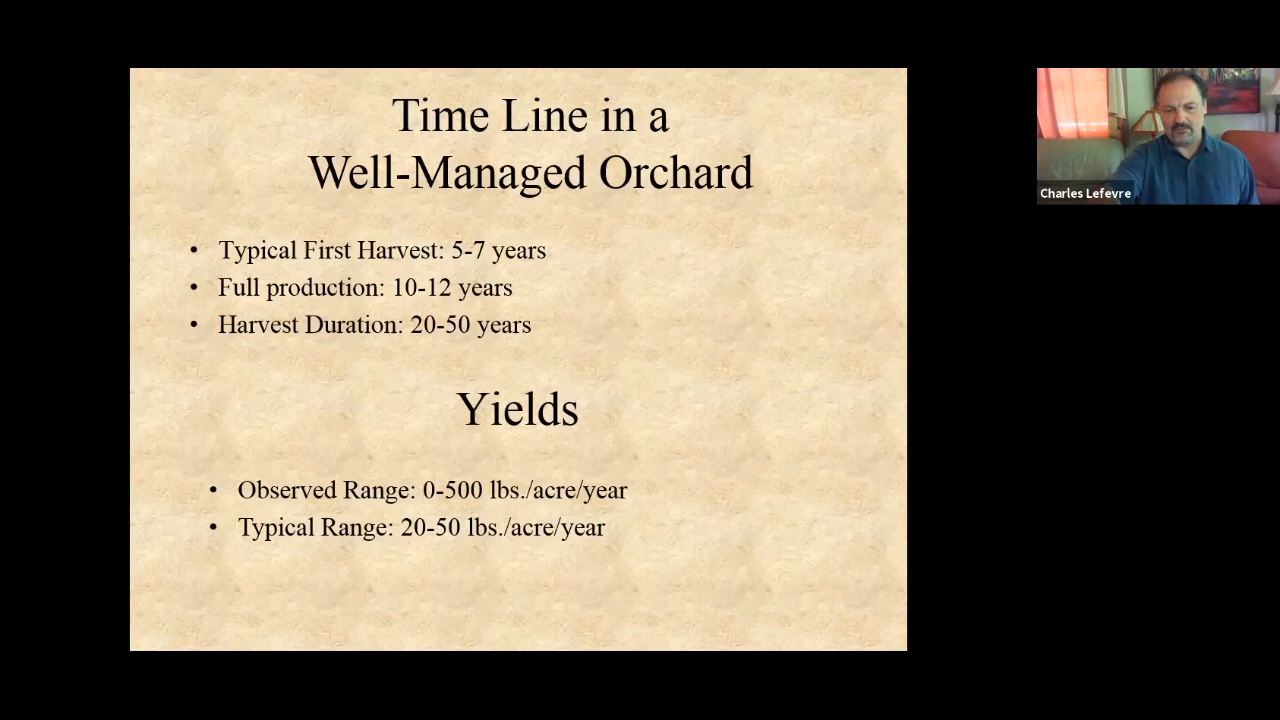 Time Line in a
Well-Managed Orchard
• Typical First Harvest: 5-7 years
• Full production: 10-12 years
• Harvest Duration: 20-50 years
Yields
• Observed Range: 0-500 lbs./acre/year
• Typical Range: 20-50 lbs./acre/year
Charles Lefevre